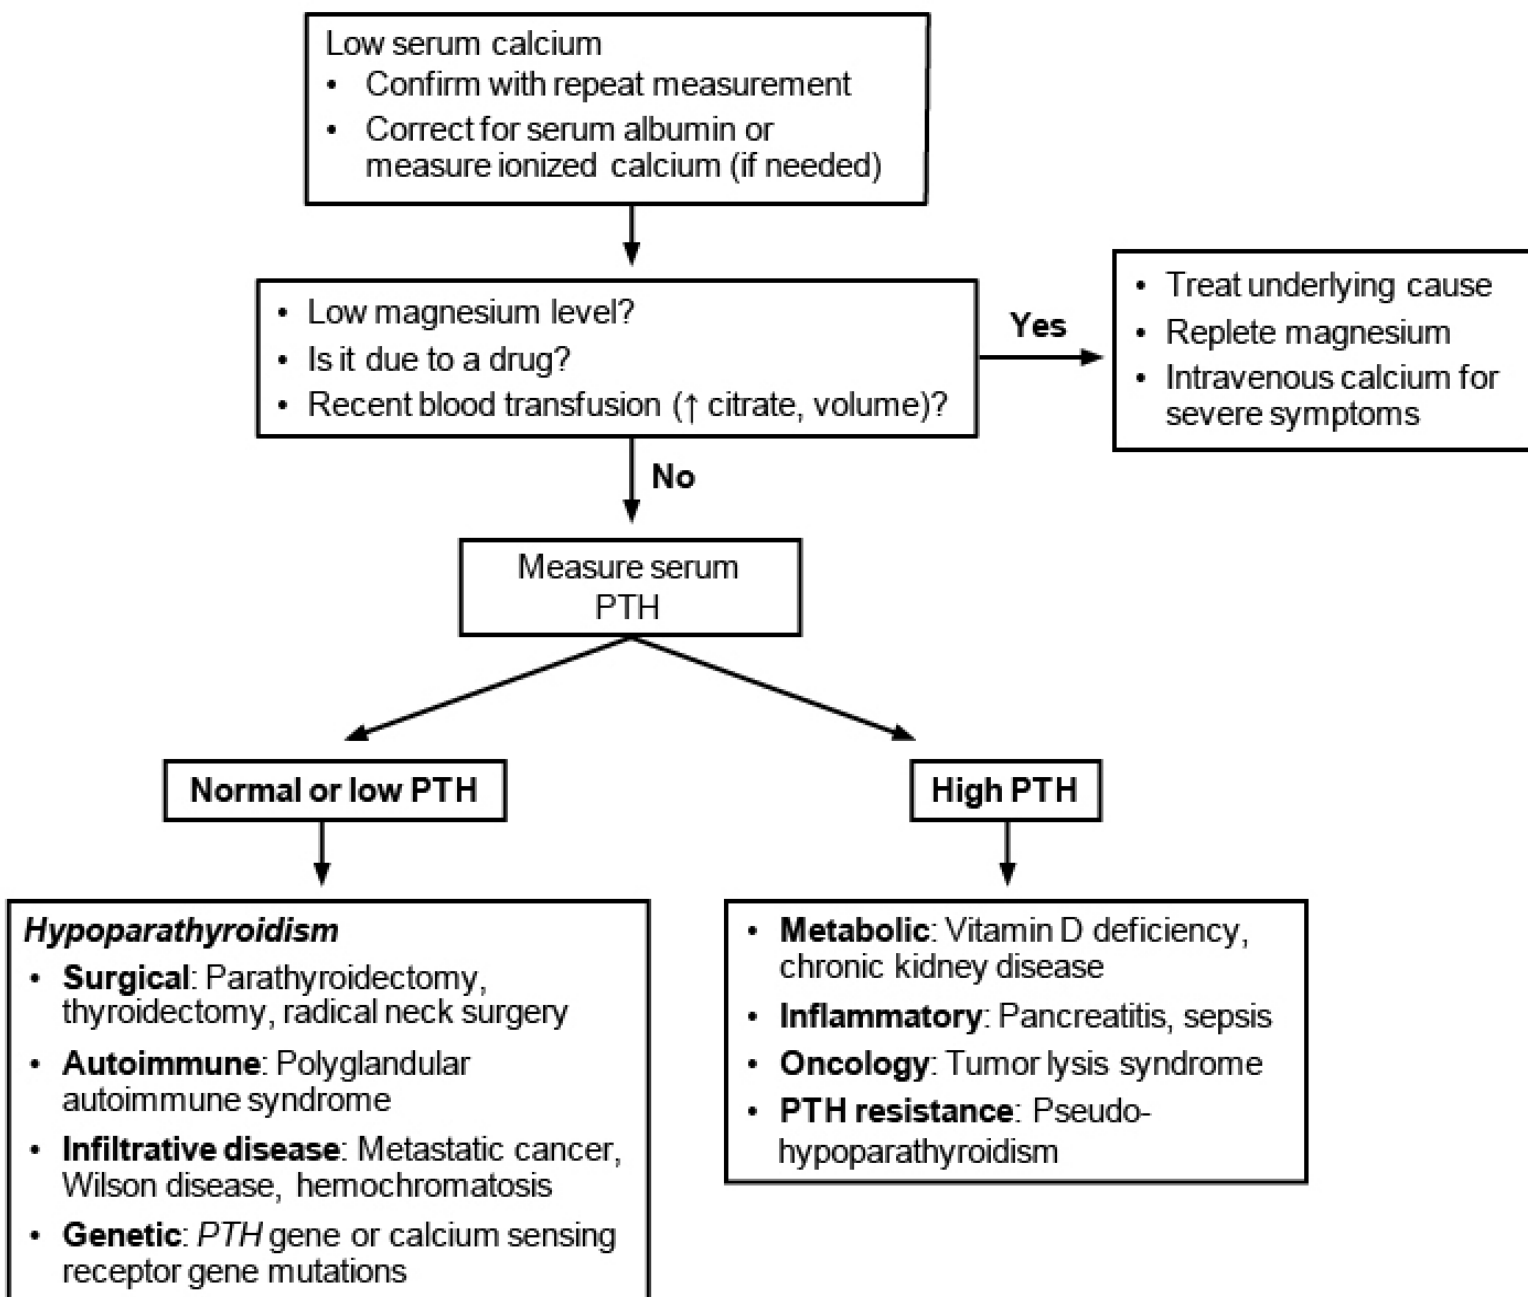 Low serum calcium
• Confirm with repeat measurement
• Correct for serum albumin or
measure ionized calcium (if needed)
• Low magnesium level?
• Is it due to a drug?
• Recent blood transfusion (↑ citrate, volume)?
Yes
• Treat underlying cause
• Replete magnesium
• Intravenous calcium for
severe symptoms
No
Measure serum
PTH
Normal or low PTH
High PTH
Hypoparathyroidism
• Surgical: Parathyroidectomy,
thyroidectomy, radical neck surgery
• Autoimmune: Polyglandular
autoimmune syndrome
• Infiltrative disease: Metastatic cancer,
Wilson disease, hemochromatosis
• Genetic: PTH gene or calcium sensing
receptor gene mutations
• Metabolic: Vitamin D deficiency,
chronic kidney disease
• Inflammatory: Pancreatitis, sepsis
• Oncology: Tumor lysis syndrome
• PTH resistance: Pseudo-
hypoparathyroidism